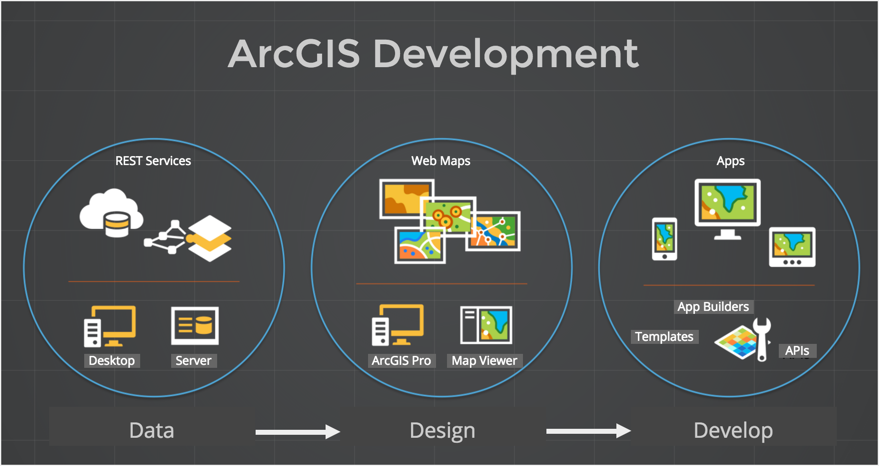 ArcGIS Development
REST Services
Desktop
Server
Data
Web Maps
ArcGIS Pro
Map Viewer
Design
Apps
App Builders
Templates
APIs
Develop